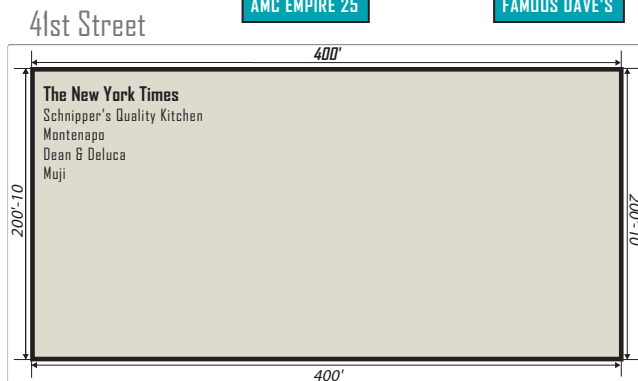 AMC EMPIRE 25
FAMOUS DAVE'S
41st Street
400'
The New York Times
Schnipper's Quality Kitchen
Montenapo
Dean & Deluca
Muji
200'-10
200'-10
400'